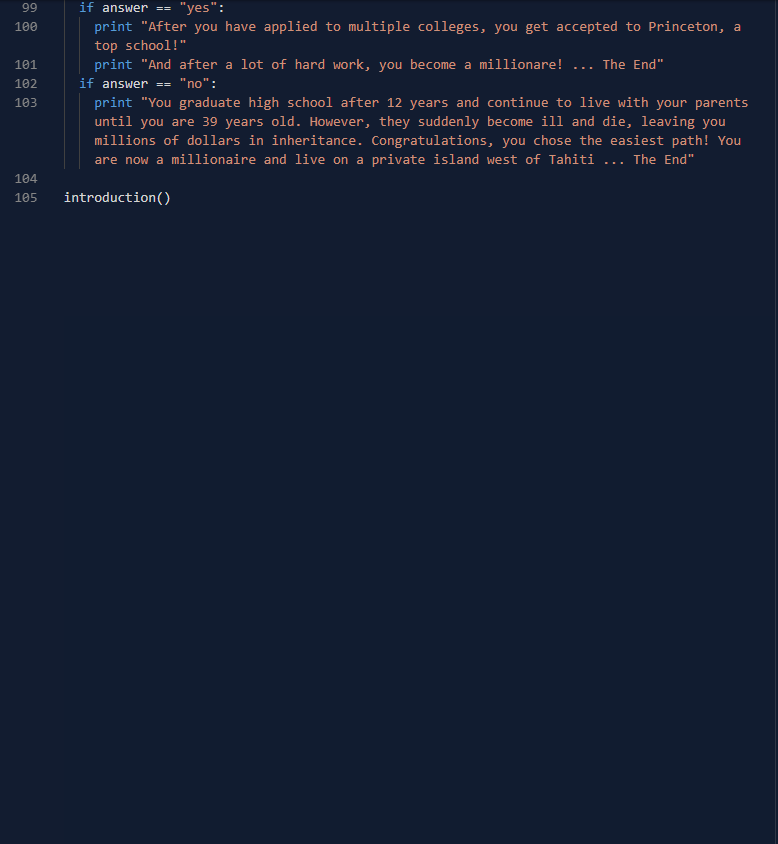 99 if answer == "yes":
100 print "After you have applied to multiple colleges, you get accepted to Princeton, a
top school!"
101 print "And after a lot of hard work, you become a millionare! ... The End"
102 if answer == "no":
103 print "You graduate high school after 12 years and continue to live with your parents
until you are 39 years old. However, they suddenly become ill and die, leaving you
millions of dollars in inheritance. Congratulations, you chose the easiest path! You
are now a millionaire and live on a private island west of Tahiti ... The End"
104
105 introduction()